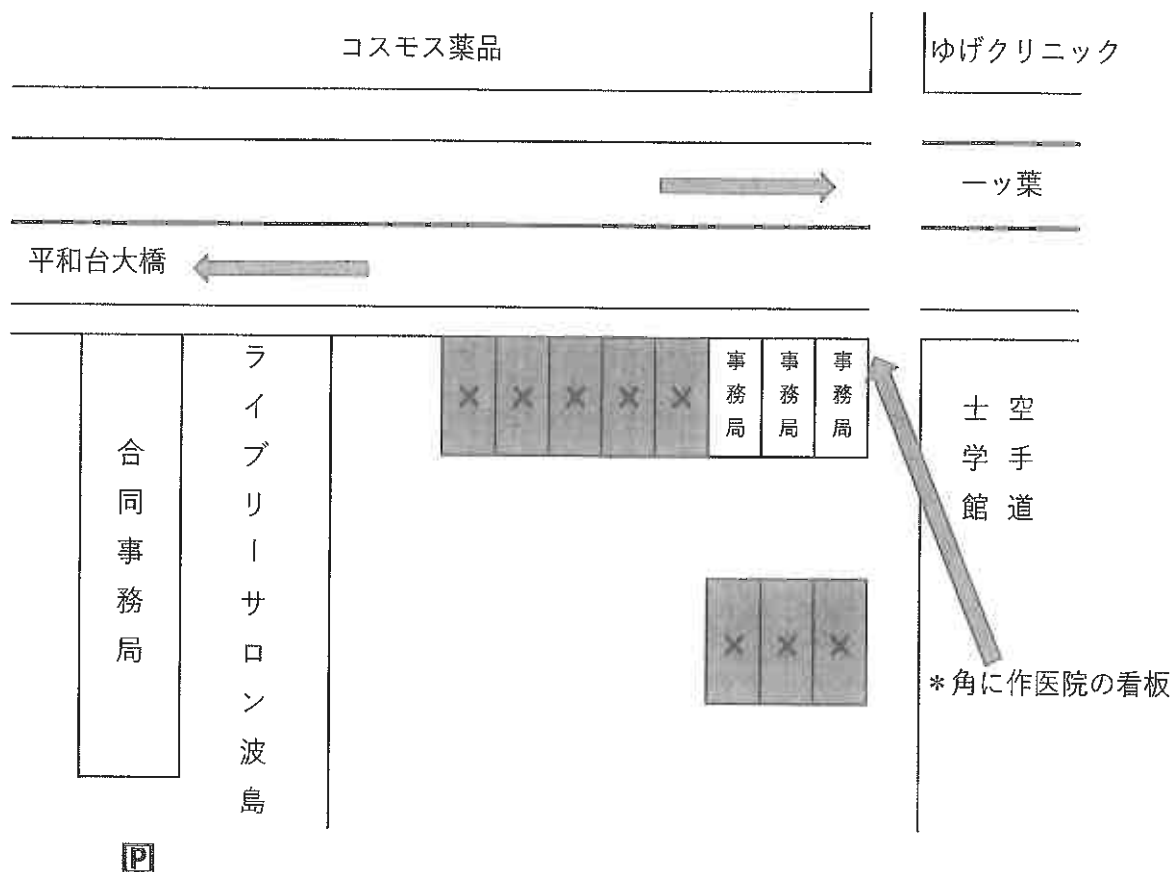 コスモス薬品
ゆげクリニック
一ッ葉
平和台大橋
合同事務局
ライブリーサロン波島
×
×
×
×
×
事務局
事務局
事務局
空手道
士学館
×
×
×
*角に作医院の看板
P